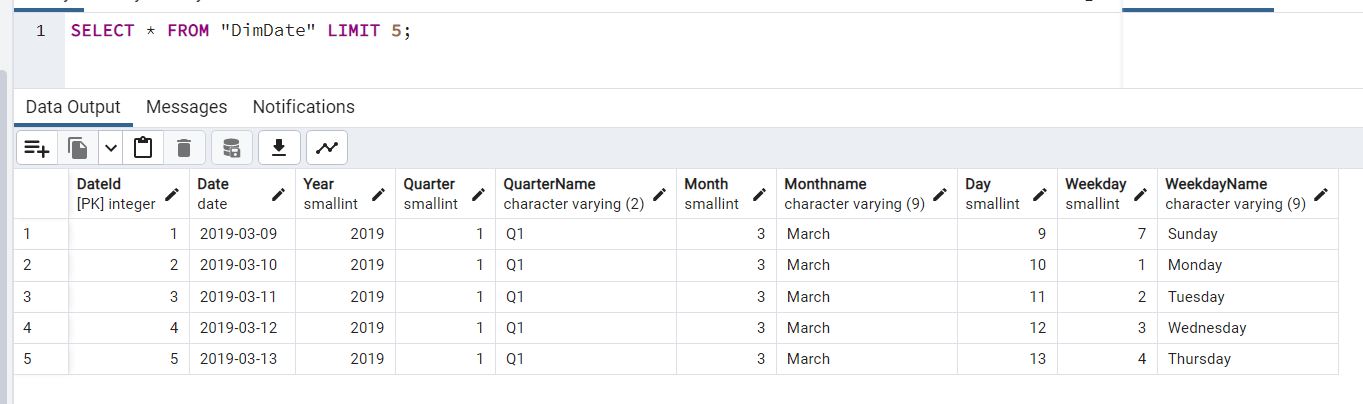 1 SELECT * FROM "DimDate" LIMIT 5;
Data Output Messages Notifications
DateId Date Year Quarter QuarterName Month Monthname Day Weekday WeekdayName
[PK] integer date smallint smallint character varying (2) smallint character varying (9) smallint smallint character varying (9)
1 1 2019-03-09 2019 1 Q1 3 March 9 7 Sunday
2 2 2019-03-10 2019 1 Q1 3 March 10 1 Monday
3 3 2019-03-11 2019 1 Q1 3 March 11 2 Tuesday
4 4 2019-03-12 2019 1 Q1 3 March 12 3 Wednesday
5 5 2019-03-13 2019 1 Q1 3 March 13 4 Thursday